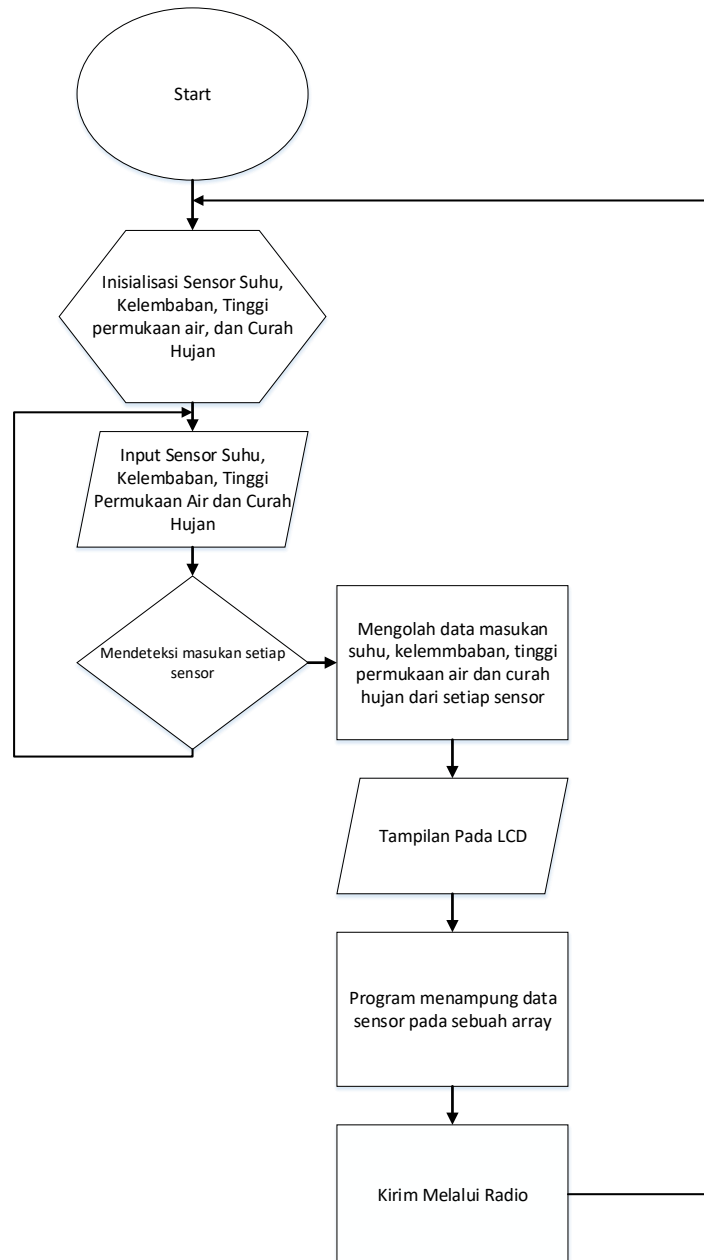 Start
Inisialisasi Sensor Suhu,
Kelembaban, Tinggi
permukaan air, dan Curah
Hujan
Input Sensor Suhu,
Kelembaban, Tinggi
Permukaan Air dan Curah
Hujan
Mendeteksi masukan setiap
sensor
Mengolah data masukan
suhu, kelemmbaban, tinggi
permukaan air dan curah
hujan dari setiap sensor
Tampilan Pada LCD
Program menampung data
sensor pada sebuah array
Kirim Melalui Radio